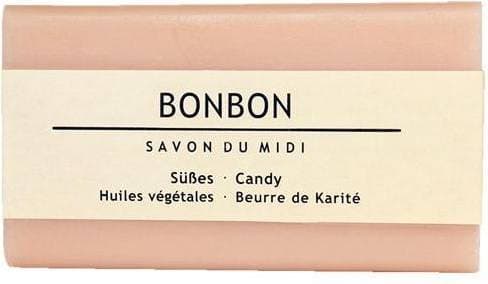 BONBON
SAVON DU MIDI
Süßes · Candy
Huiles végétales · Beurre de Karité